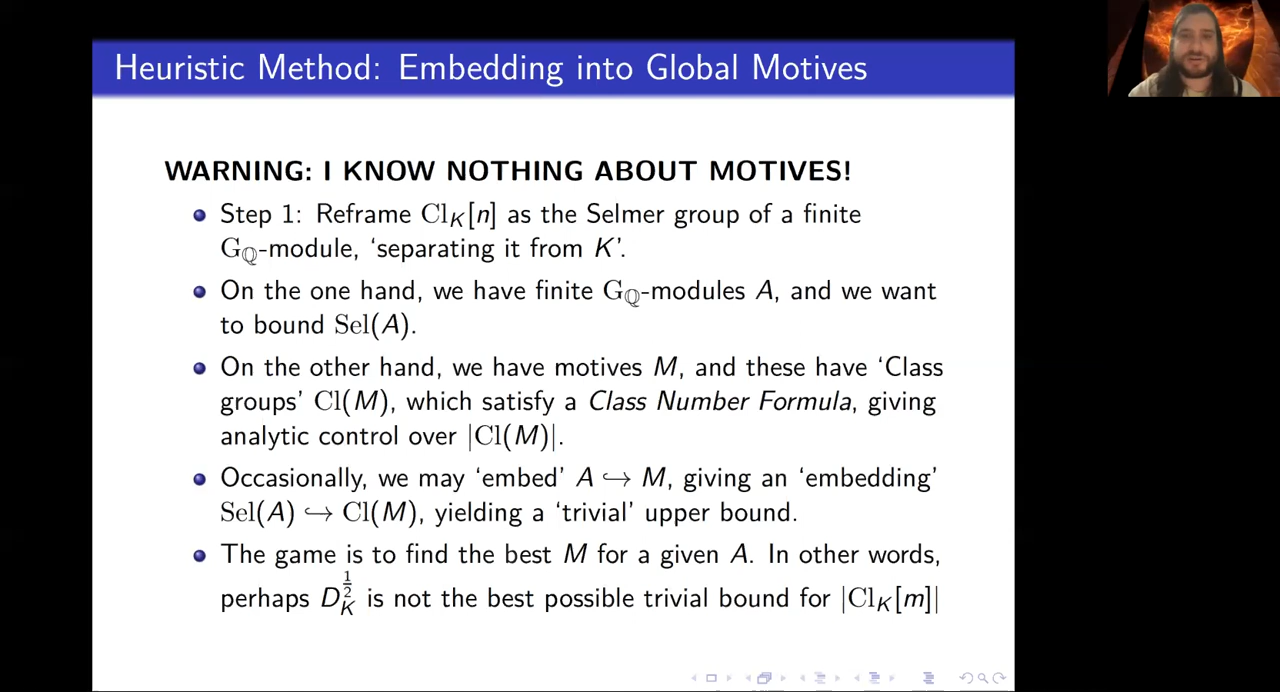 Heuristic Method: Embedding into Global Motives
WARNING: I KNOW NOTHING ABOUT MOTIVES!
Step 1: Reframe Cl_K[n] as the Selmer group of a finite
G_ℚ-module, ‘separating it from K’.
On the one hand, we have finite G_ℚ-modules A, and we want
to bound Sel(A).
On the other hand, we have motives M, and these have ‘Class
groups’ Cl(M), which satisfy a Class Number Formula, giving
analytic control over |Cl(M)|.
Occasionally, we may ‘embed’ A ↪ M, giving an ‘embedding’
Sel(A) ↪ Cl(M), yielding a ‘trivial’ upper bound.
The game is to find the best M for a given A. In other words,
perhaps D_K^{1/2} is not the best possible trivial bound for |Cl_K[m]|